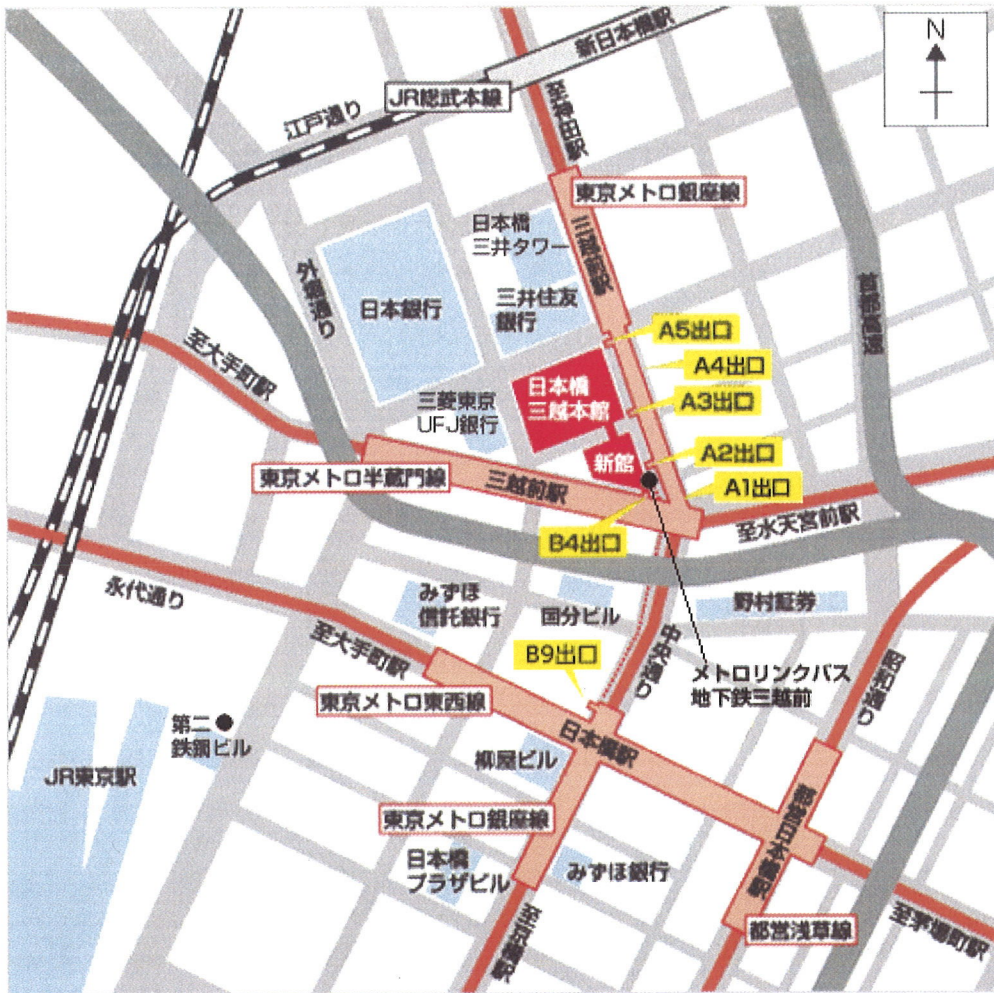 N
新日本橋駅
JR総武本線
江戸通り
至神田駅
東京メトロ銀座線
日本橋
三井タワー
三越前駅
外堀通り
日本銀行
三井住友
銀行
首都高速
A5出口
至大手町駅
A4出口
日本橋
三越本館
A3出口
三菱東京
UFJ銀行
新館
A2出口
東京メトロ半蔵門線
三越前駅
A1出口
至水天宮前駅
B4出口
永代通り
みずほ
信託銀行
国分ビル
野村証券
至大手町駅
B9出口
中央通り
昭和通り
メトロリンクバス
地下鉄三越前
東京メトロ東西線
第二
鉄鋼ビル
日本橋駅
柳屋ビル
JR東京駅
東京メトロ銀座線
都営日本橋駅
日本橋
プラザビル
みずほ銀行
至京橋駅
都営浅草線
至茅場町駅